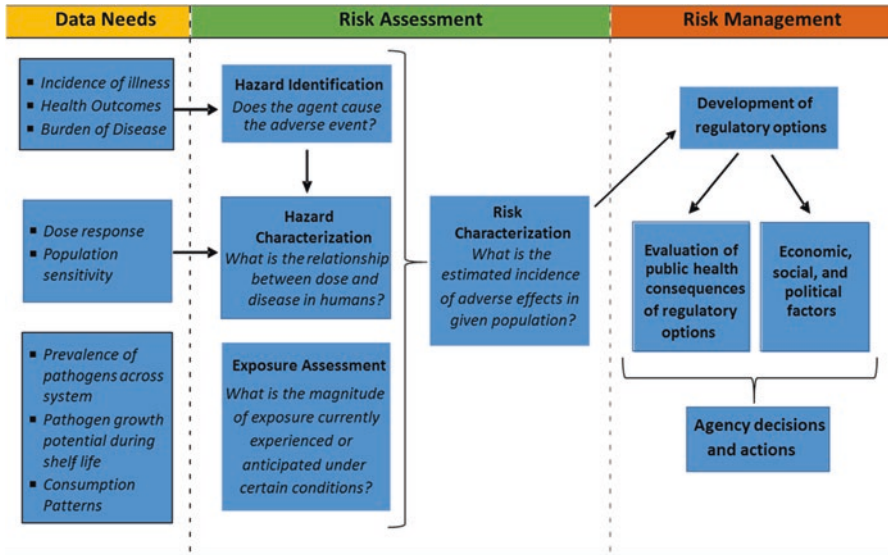 Data Needs
Risk Assessment
Risk Management
▪ Incidence of illness
▪ Health Outcomes
▪ Burden of Disease
Hazard Identification
Does the agent cause
the adverse event?
▪ Dose response
▪ Population
sensitivity
Hazard
Characterization
What is the relationship
between dose and
disease in humans?
▪ Prevalence of
pathogens across
system
▪ Pathogen growth
potential during
shelf life
▪ Consumption
Patterns
Exposure Assessment
What is the magnitude
of exposure currently
experienced or
anticipated under
certain conditions?
Risk
Characterization
What is the
estimated incidence
of adverse effects in
given population?
Development of
regulatory options
Evaluation of
public health
consequences
of regulatory
options
Economic,
social, and
political
factors
Agency decisions
and actions